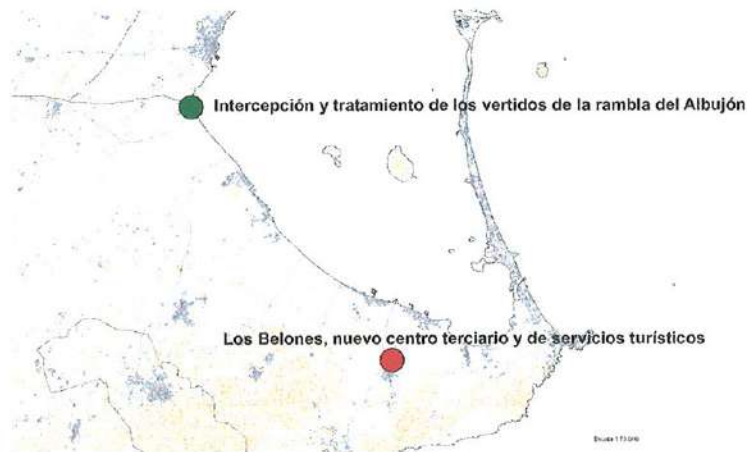 Intercepción y tratamiento de los vertidos de la rambla del Albujón
Los Belones, nuevo centro terciario y de servicios turísticos